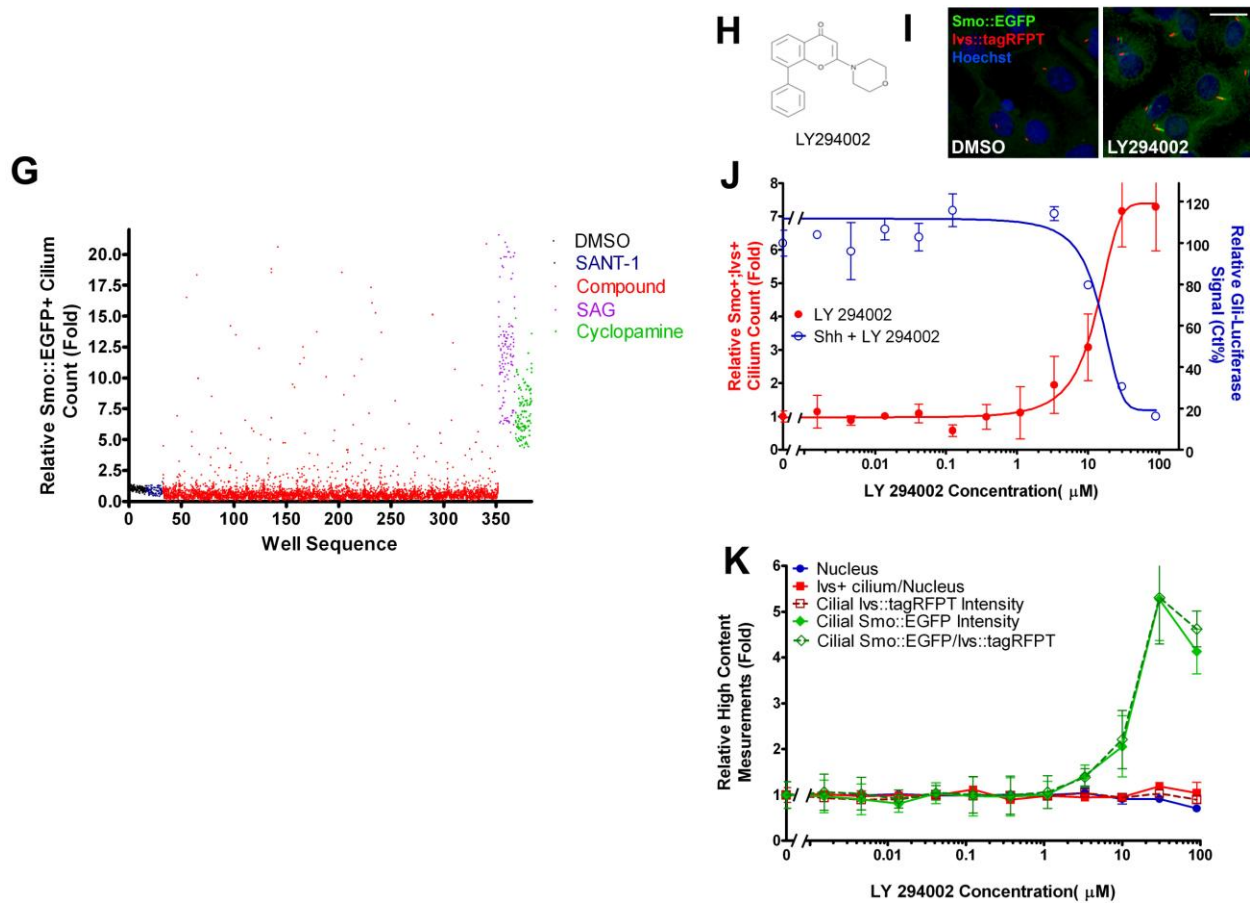 G
Relative Smo::EGFP+ Cilium
Count (Fold)
20.0
17.5
15.0
12.5
10.0
7.5
5.0
2.5
0.0
0 50 100 150 200 250 300 350
Well Sequence
DMSO
SANT-1
Compound
SAG
Cyclopamine
H
O
O
N
O
LY294002
I
Smo::EGFP
Ivs::tagRFPT
Hoechst
DMSO
LY294002
J
Relative Smo+;Ivs+
Cilium Count (Fold)
8
7
6
5
4
3
2
1
0
LY 294002
Shh + LY 294002
120
100
80
60
40
20
0
Relative Gli-Luciferase
Signal (Ctl%)
0 0.01 0.1 1 10 100
LY 294002 Concentration( μM)
K
Relative High Content
Mesurements (Fold)
6
5
4
3
2
1
0
Nucleus
Ivs+ cilium/Nucleus
Cilial Ivs::tagRFPT Intensity
Cilial Smo::EGFP Intensity
Cilial Smo::EGFP/Ivs::tagRFPT
0 0.01 0.1 1 10 100
LY 294002 Concentration( μM)